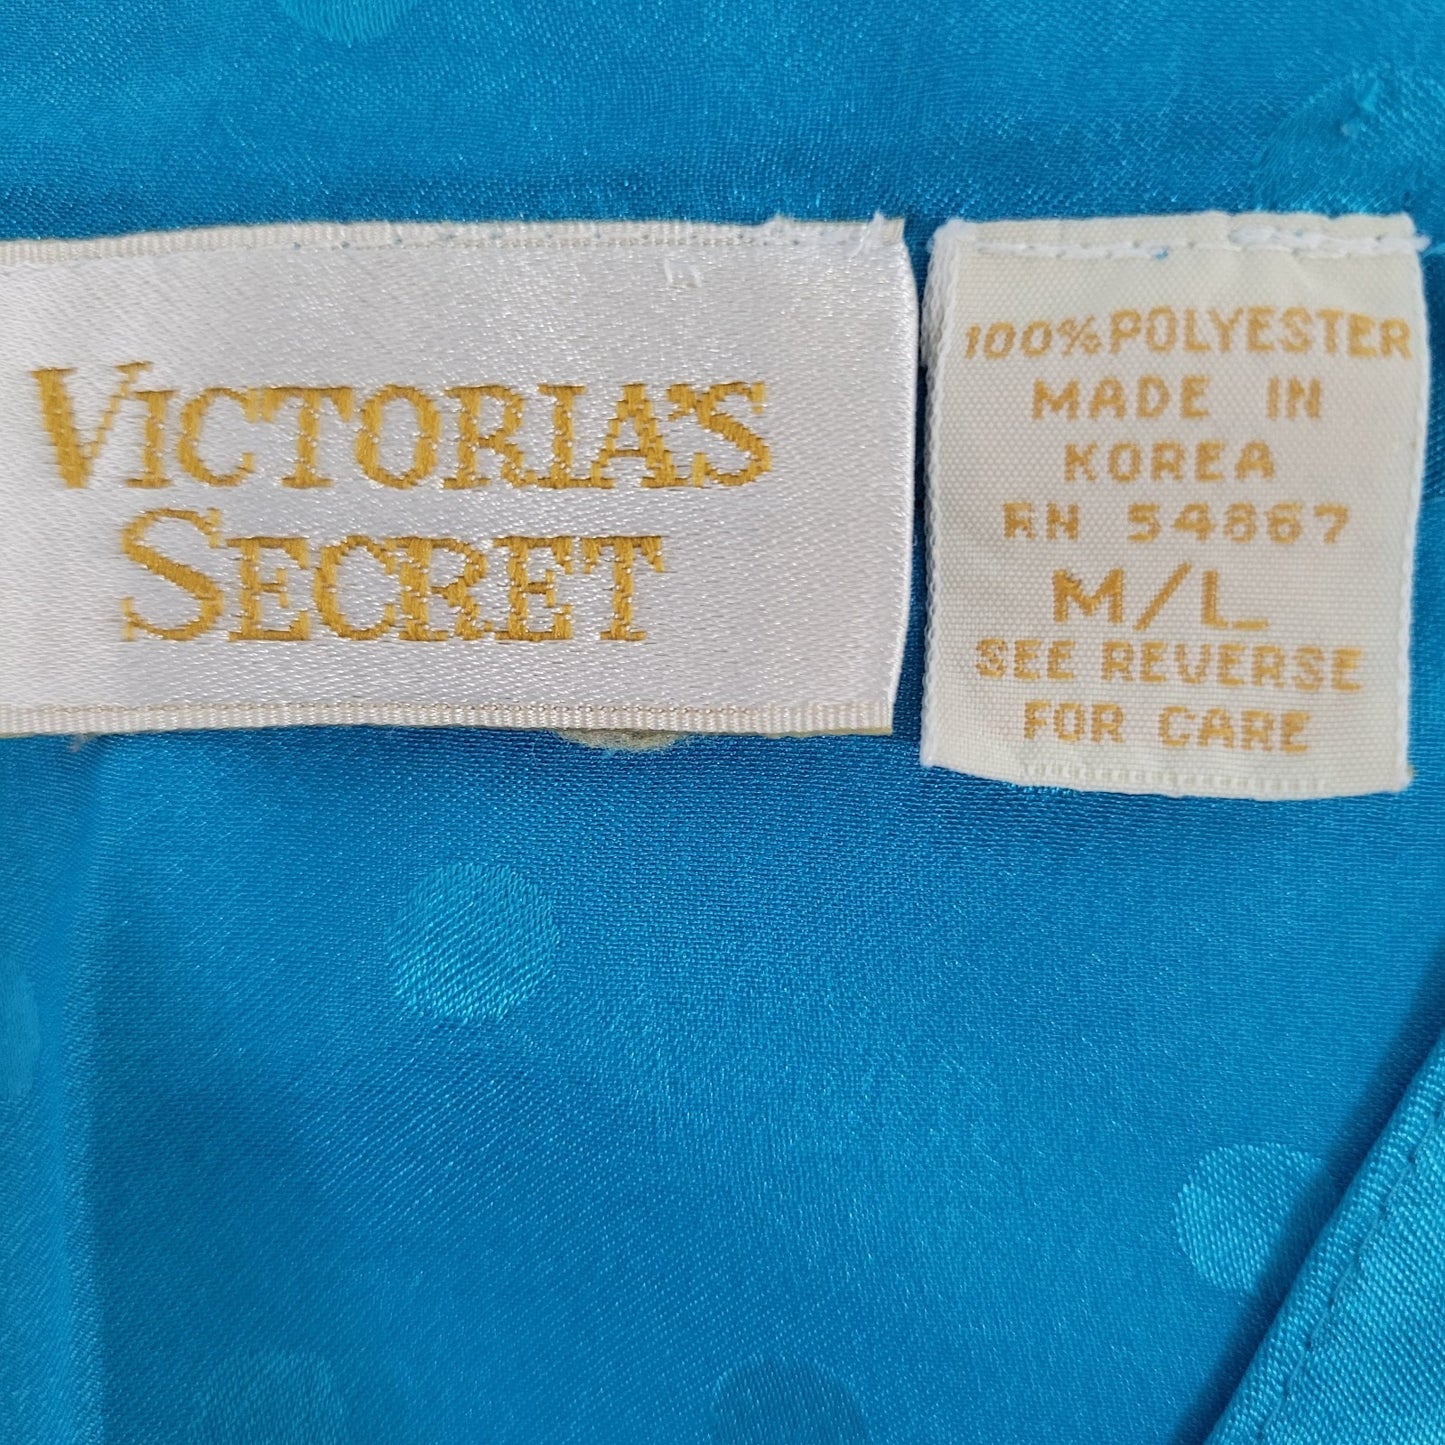 VICTORIA'S
SECRET
100% POLYESTER
MADE IN
KOREA
RN 54867
M/L
SEE REVERSE
FOR CARE